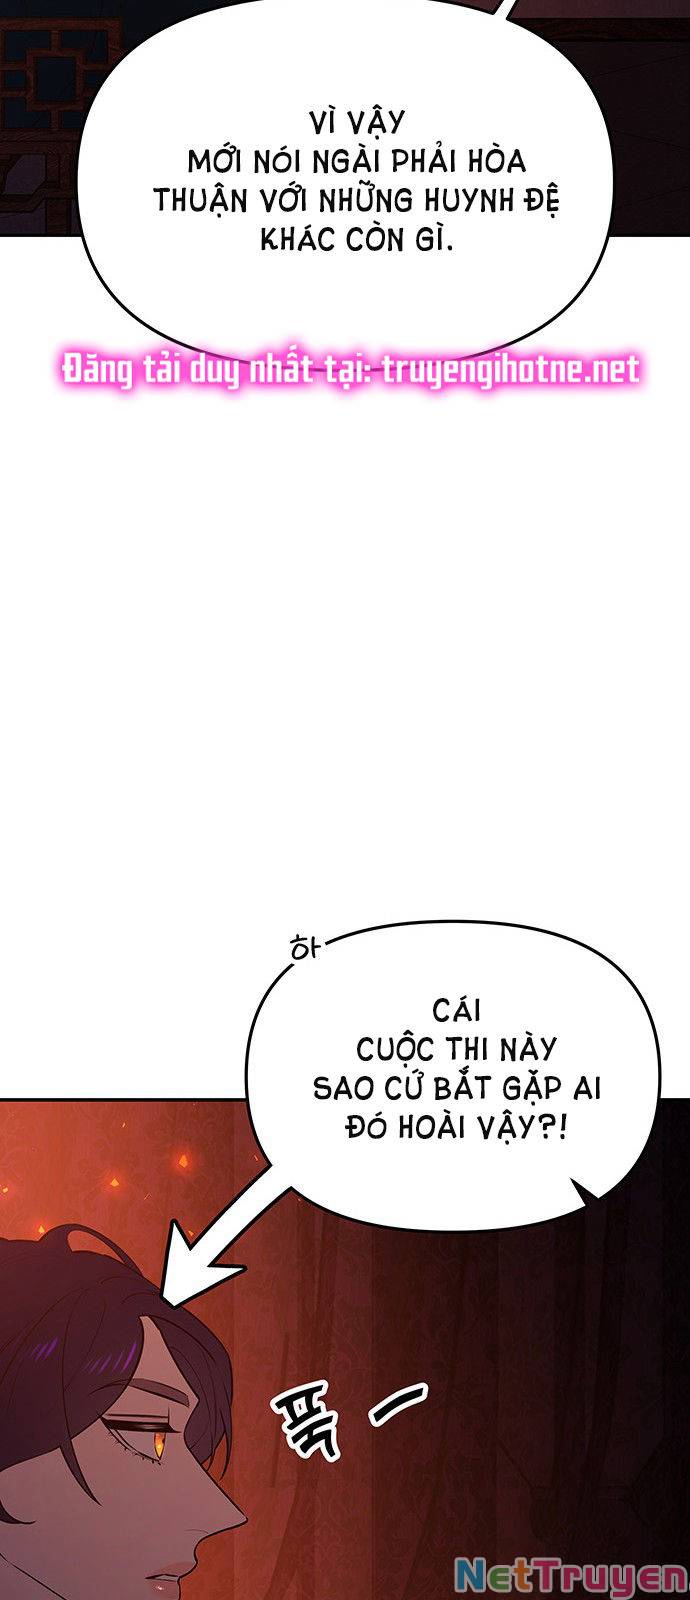 VÌ VẬY
MỚI NÓI NGÀI PHẢI HÒA
THUẬN VỚI NHỮNG HUYNH ĐỆ
KHÁC CÒN GÌ.
Đăng tải duy nhất tại: truyengihotne.net
하
CÁI
CUỘC THI NÀY
SAO CỨ BẮT GẶP AI
ĐÓ HOÀI VẬY?!
푹ー
NetTruyen